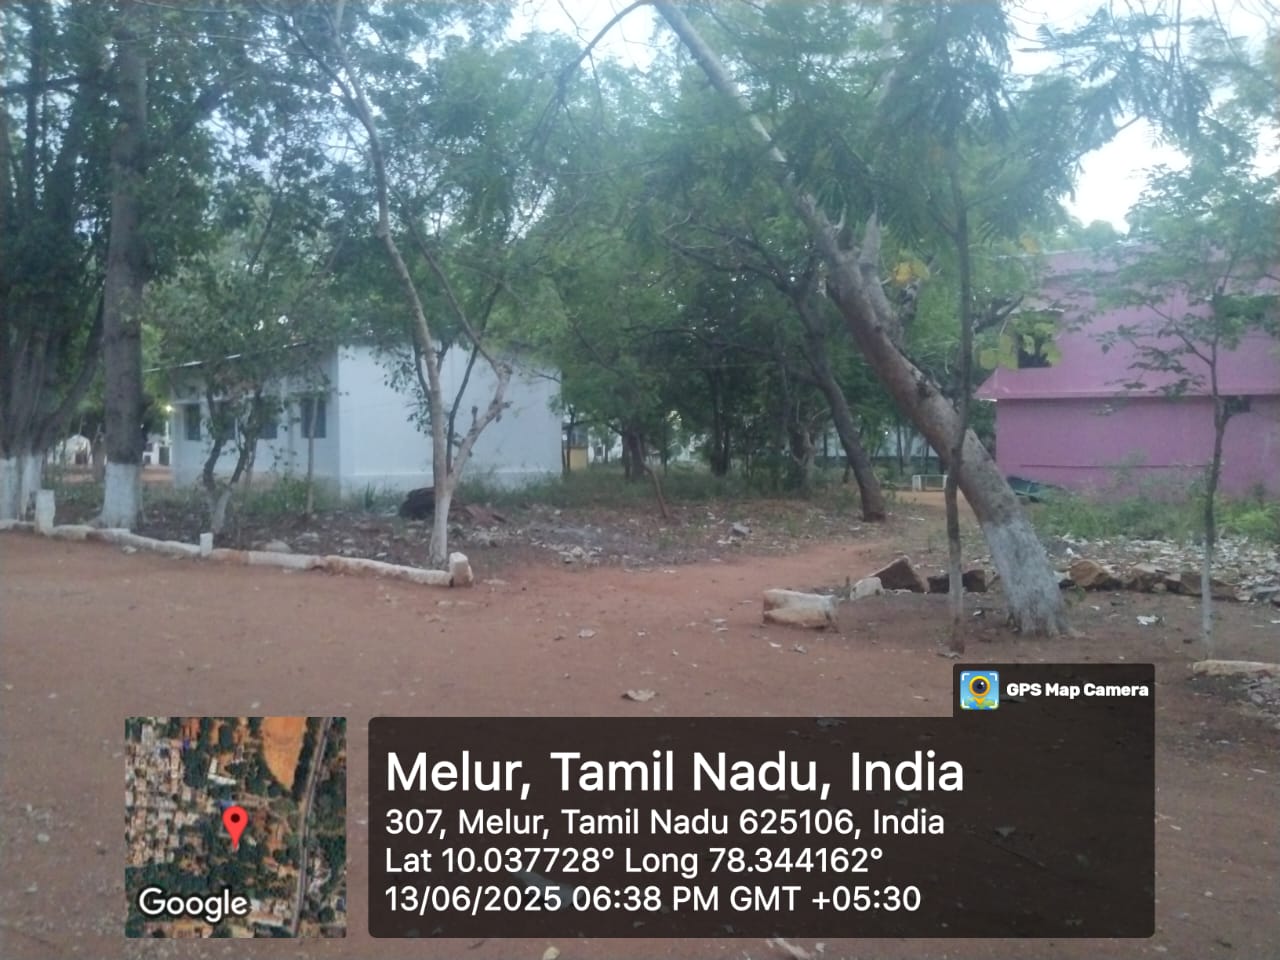 GPS Map Camera
Melur, Tamil Nadu, India
307, Melur, Tamil Nadu 625106, India
Lat 10.037728° Long 78.344162°
13/06/2025 06:38 PM GMT +05:30
Google